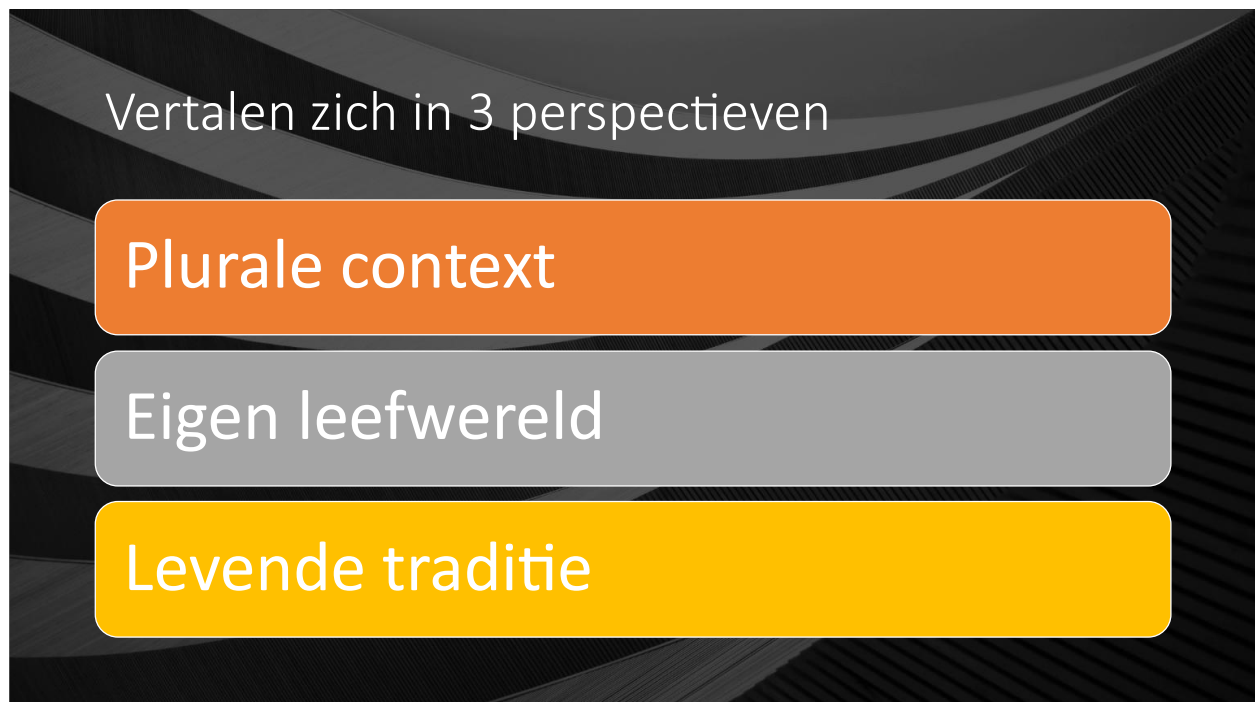 Vertalen zich in 3 perspectieven
Plurale context
Eigen leefwereld
Levende traditie